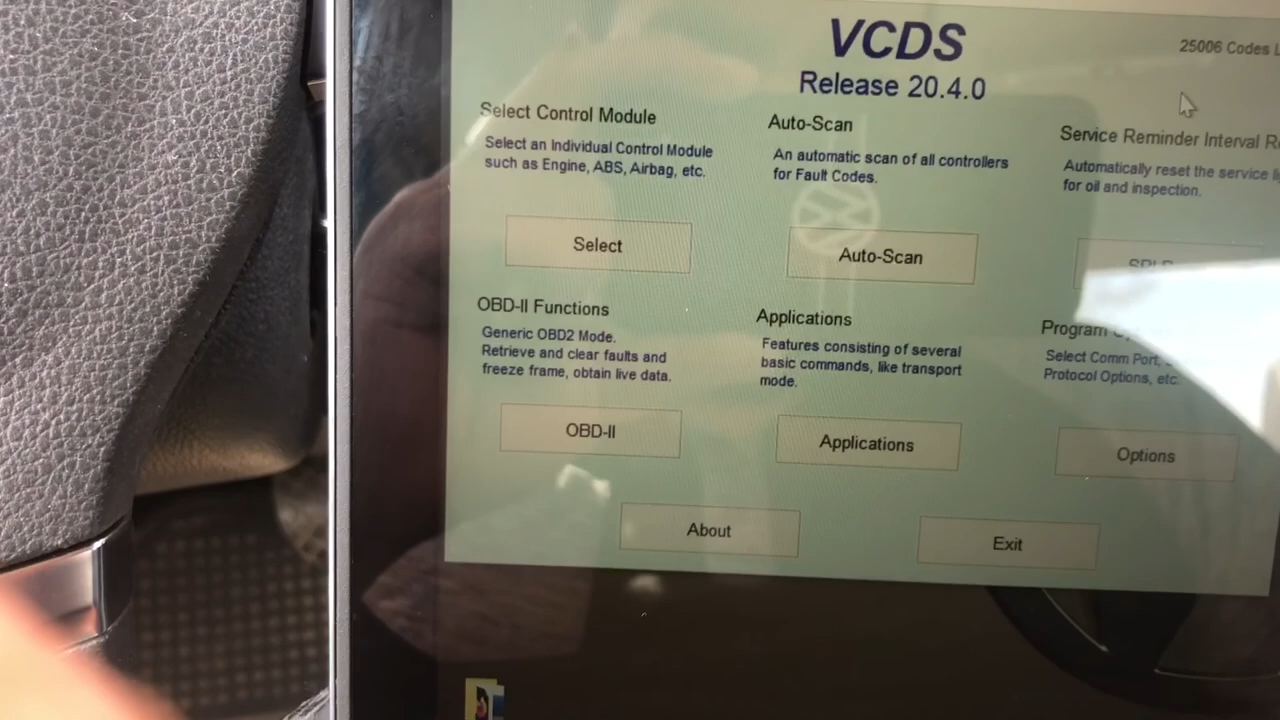 VCDS
Release 20.4.0
25006 Codes
Select Control Module
Select an Individual Control Module
such as Engine, ABS, Airbag, etc.
Select
Auto-Scan
An automatic scan of all controllers
for Fault Codes.
Auto-Scan
Service Reminder Interval
Automatically reset the service
for oil and inspection.
OBD-II Functions
Generic OBD2 Mode.
Retrieve and clear faults and
freeze frame, obtain live data.
OBD-II
Applications
Features consisting of several
basic commands, like transport
mode.
Applications
Program
Select Comm Port,
Protocol Options, etc.
Options
About
Exit